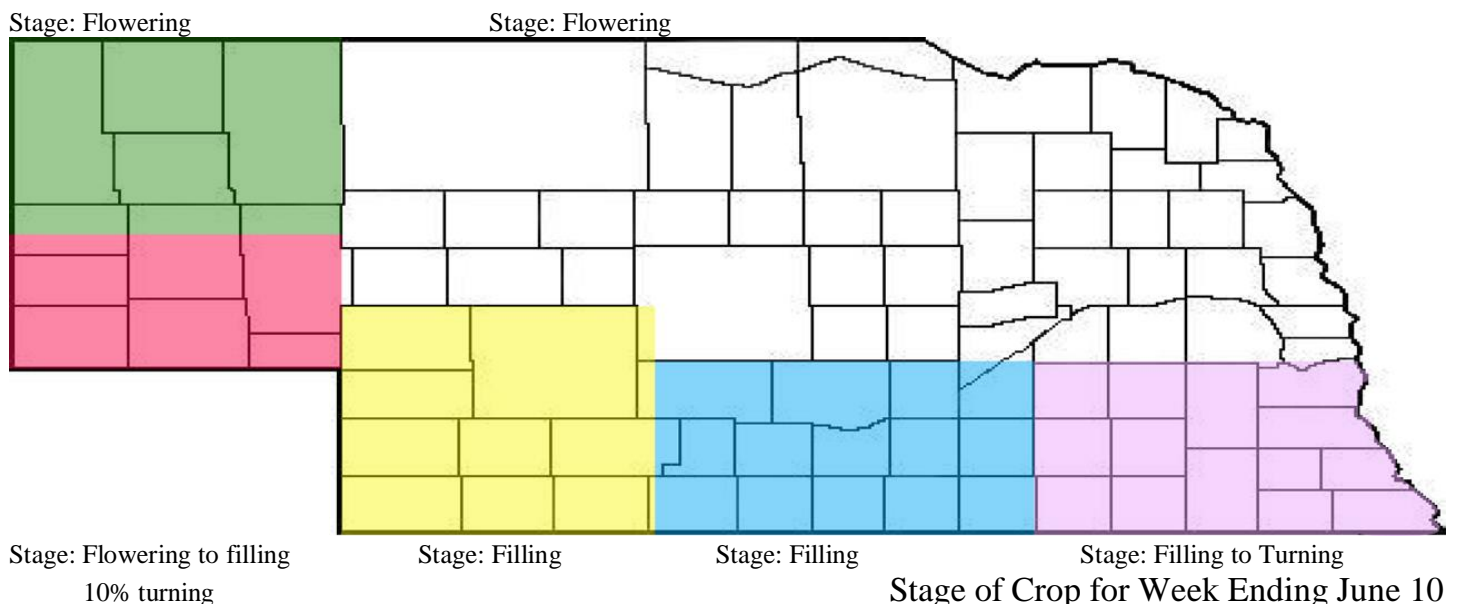 Stage: Flowering
Stage: Flowering
Stage: Flowering to filling
10% turning
Stage: Filling
Stage: Filling
Stage: Filling to Turning
Stage of Crop for Week Ending June 10